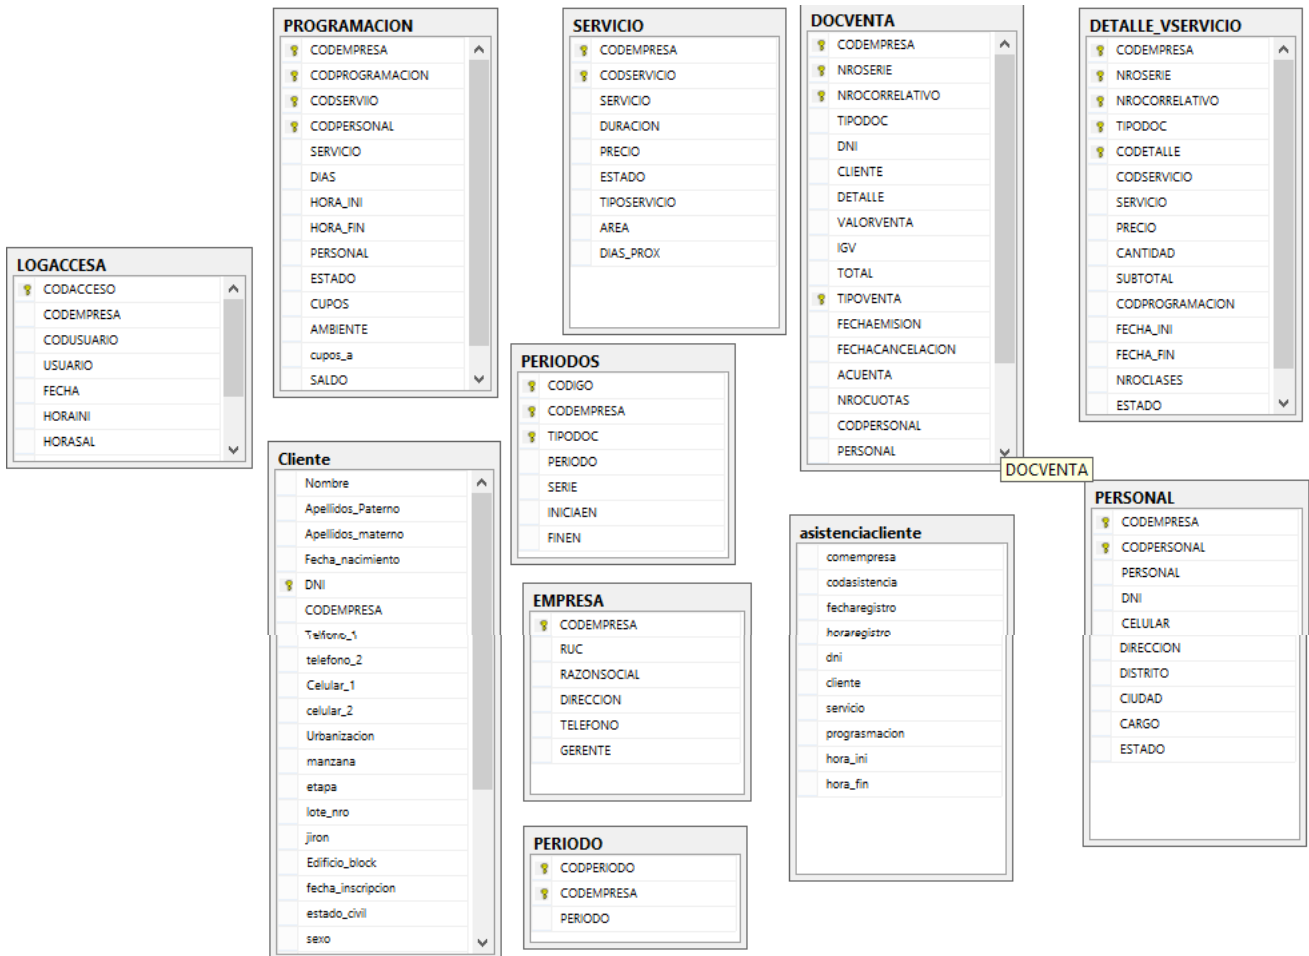 PROGRAMACION
CODEMPRESA
CODPROGRAMACION
CODSERVIIO
CODPERSONAL
SERVICIO
DIAS
HORA_INI
HORA_FIN
PERSONAL
ESTADO
CUPOS
AMBIENTE
cupos_a
SALDO
SERVICIO
CODEMPRESA
CODSERVICIO
SERVICIO
DURACION
PRECIO
ESTADO
TIPOSERVICIO
AREA
DIAS_PROX
DOCVENTA
CODEMPRESA
NROSERIE
NROCORRELATIVO
TIPODOC
DNI
CLIENTE
DETALLE
VALORVENTA
IGV
TOTAL
TIPOVENTA
FECHAEMISION
FECHACANCELACION
ACUENTA
NROCUOTAS
CODPERSONAL
PERSONAL
DOCVENTA
DETALLE_VSERVICIO
CODEMPRESA
NROSERIE
NROCORRELATIVO
TIPODOC
CODETALLE
CODSERVICIO
SERVICIO
PRECIO
CANTIDAD
SUBTOTAL
CODPROGRAMACION
FECHA_INI
FECHA_FIN
NROCLASES
ESTADO
LOGACCESA
CODACCESO
CODEMPRESA
CODUSUARIO
USUARIO
FECHA
HORAINI
HORASAL
PERIODOS
CODIGO
CODEMPRESA
TIPODOC
PERIODO
SERIE
INICIAEN
FINEN
Cliente
Nombre
Apellidos_Paterno
Apellidos_materno
Fecha_nacimiento
DNI
CODEMPRESA
Telfono_1
telefono_2
Celular_1
celular_2
Urbanizacion
manzana
etapa
lote_nro
jiron
Edificio_block
fecha_inscripcion
estado_civil
sexo
EMPRESA
CODEMPRESA
RUC
RAZONSOCIAL
DIRECCION
TELEFONO
GERENTE
PERIODO
CODPERIODO
CODEMPRESA
PERIODO
asistenciacliente
comempresa
codasistencia
fecharegistro
horaregistro
dni
cliente
servicio
prograsmacion
hora_ini
hora_fin
PERSONAL
CODEMPRESA
CODPERSONAL
PERSONAL
DNI
CELULAR
DIRECCION
DISTRITO
CIUDAD
CARGO
ESTADO